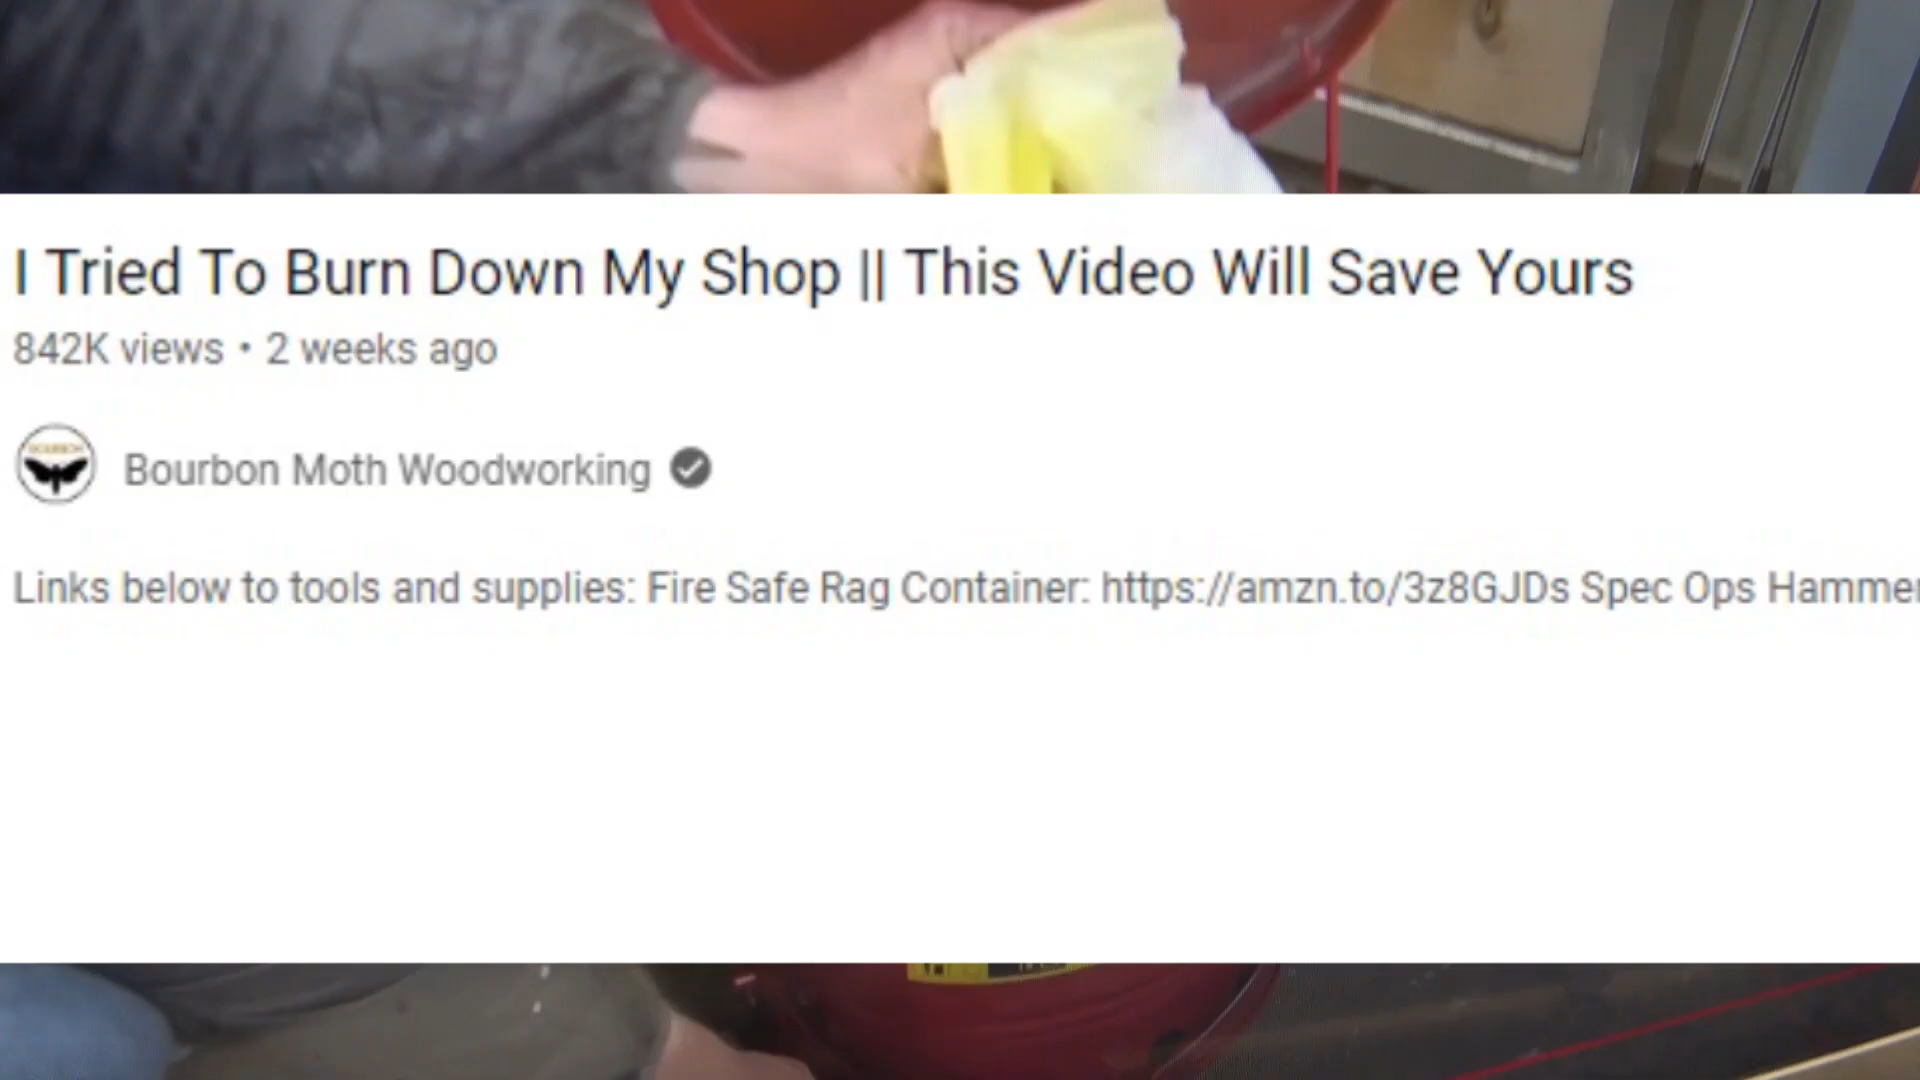 I Tried To Burn Down My Shop || This Video Will Save Yours
842K views • 2 weeks ago
Bourbon Moth Woodworking
Links below to tools and supplies: Fire Safe Rag Container: https://amzn.to/3z8GJDs Spec Ops Hammer